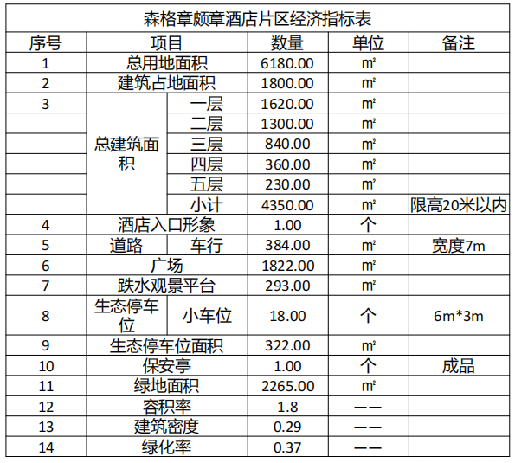 森格章颇章酒店片区经济指标表
序号 项目 数量 单位 备注
1 总用地面积 6180.00 ㎡
2 建筑占地面积 1800.00 ㎡
3 总建筑面积 一层 1620.00 ㎡
二层 1300.00 ㎡
三层 840.00 ㎡
四层 360.00 ㎡
五层 230.00 ㎡
小计 4350.00 ㎡ 限高20米以内
4 酒店入口形象 1.00 个
5 道路 车行 384.00 ㎡ 宽度7m
6 广场 1822.00 ㎡
7 跌水观景平台 293.00 ㎡
8 生态停车位 小车位 18.00 个 6m*3m
9 生态停车位面积 322.00 ㎡
10 保安亭 1.00 个 成品
11 绿地面积 2265.00 ㎡
12 容积率 1.8 ——
13 建筑密度 0.29 ——
14 绿化率 0.37 ——